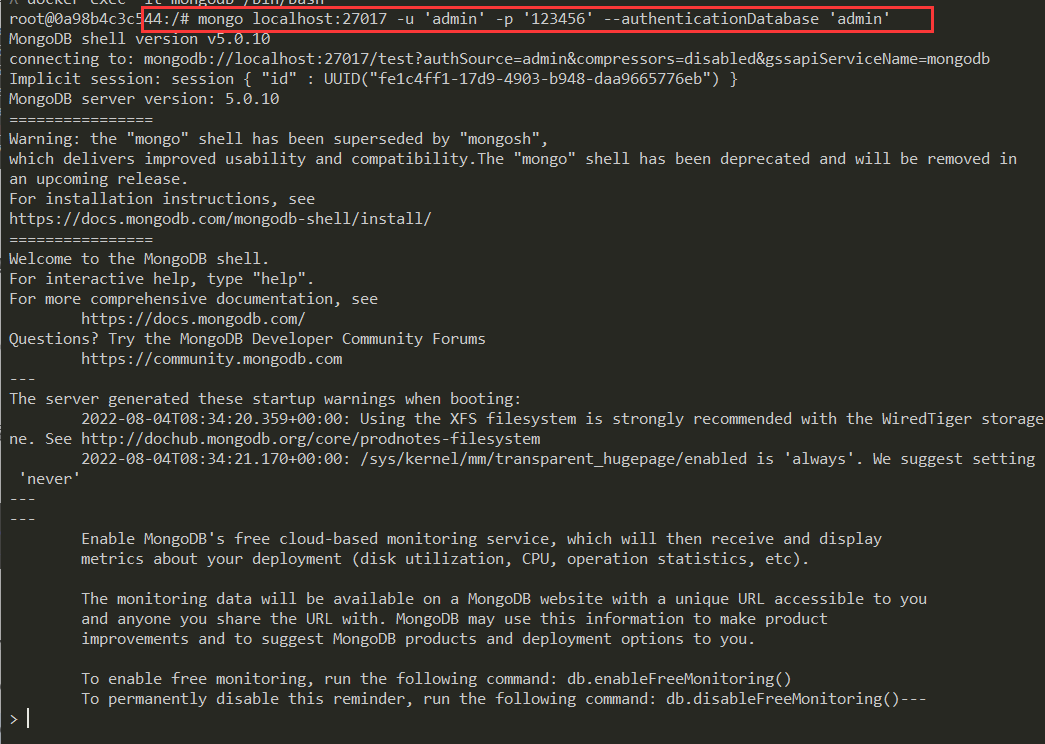 docker exec -it mongodb /bin/bash
root@0a98b4c3c544:/# mongo localhost:27017 -u 'admin' -p '123456' --authenticationDatabase 'admin'
MongoDB shell version v5.0.10
connecting to: mongodb://localhost:27017/test?authSource=admin&compressors=disabled&gssapiServiceName=mongodb
Implicit session: session { "id" : UUID("fe1c4ff1-17d9-4903-b948-daa9665776eb") }
MongoDB server version: 5.0.10
================
Warning: the "mongo" shell has been superseded by "mongosh",
which delivers improved usability and compatibility.The "mongo" shell has been deprecated and will be removed in
an upcoming release.
For installation instructions, see
https://docs.mongodb.com/mongodb-shell/install/
================
Welcome to the MongoDB shell.
For interactive help, type "help".
For more comprehensive documentation, see
        https://docs.mongodb.com/
Questions? Try the MongoDB Developer Community Forums
        https://community.mongodb.com
---
The server generated these startup warnings when booting:
        2022-08-04T08:34:20.359+00:00: Using the XFS filesystem is strongly recommended with the WiredTiger storage
ne. See http://dochub.mongodb.org/core/prodnotes-filesystem
        2022-08-04T08:34:21.170+00:00: /sys/kernel/mm/transparent_hugepage/enabled is 'always'. We suggest setting
 'never'
---
---
        Enable MongoDB's free cloud-based monitoring service, which will then receive and display
        metrics about your deployment (disk utilization, CPU, operation statistics, etc).

        The monitoring data will be available on a MongoDB website with a unique URL accessible to you
        and anyone you share the URL with. MongoDB may use this information to make product
        improvements and to suggest MongoDB products and deployment options to you.

        To enable free monitoring, run the following command: db.enableFreeMonitoring()
        To permanently disable this reminder, run the following command: db.disableFreeMonitoring()---
>